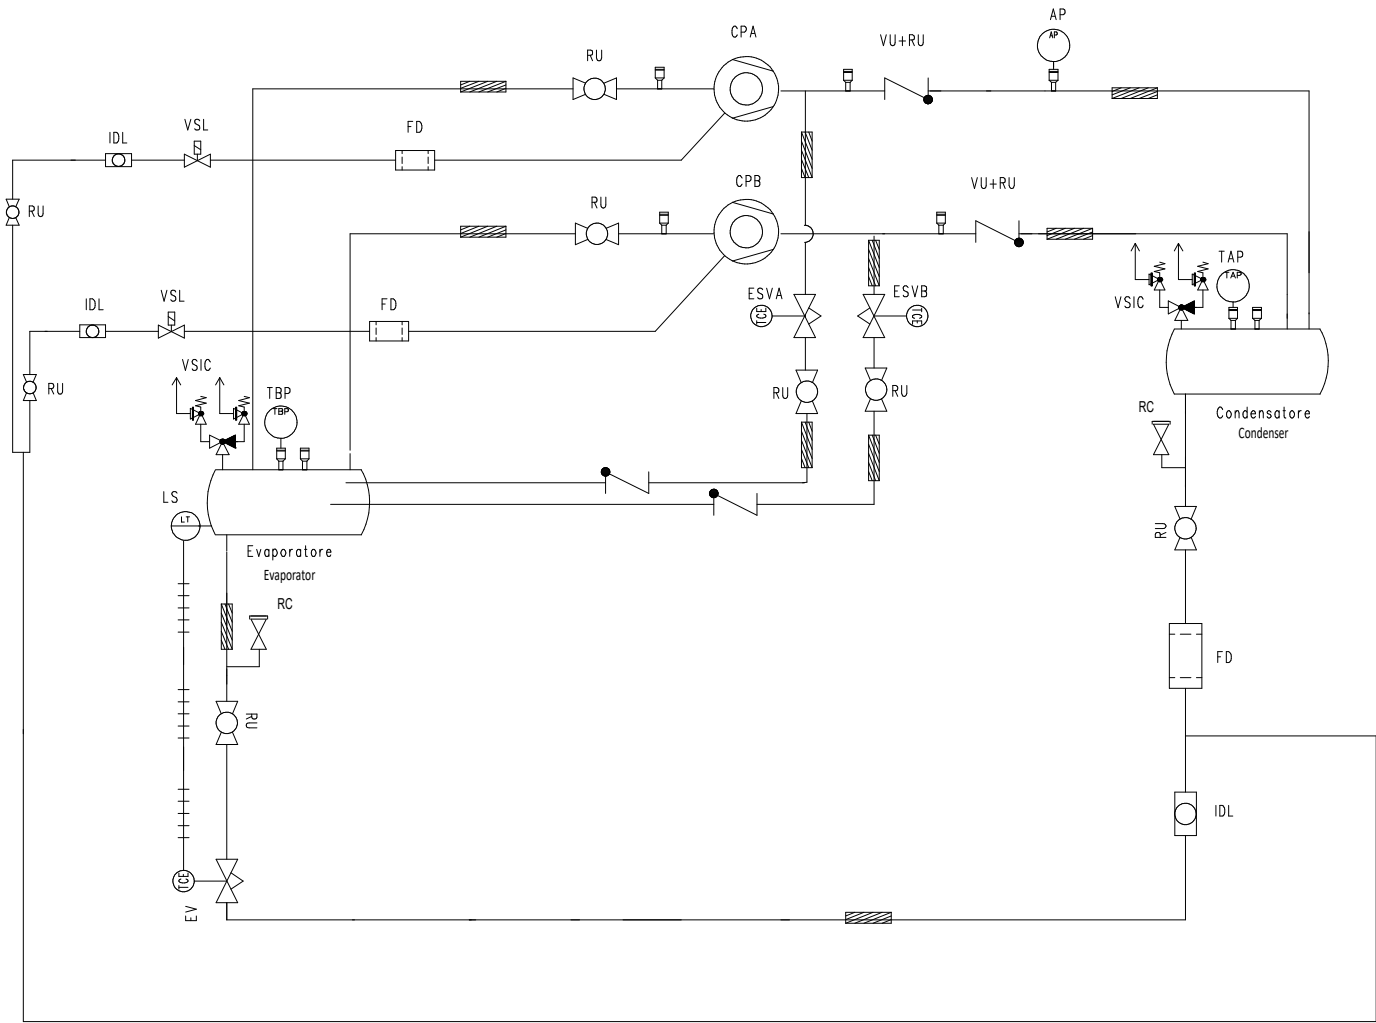 AP
CPA
VU+RU
RU
AP
FD
VSL
IDL
CPB
VU+RU
RU
RU
TAP
TAP
VSIC
ESVA
ESVB
TCE
TCE
VSL
FD
IDL
RU
VSIC
TBP
TBP
RU
RU
RC
Condensatore
Condenser
LS
LT
Evaporatore
Evaporator
RU
RC
FD
RU
IDL
TCE
EV